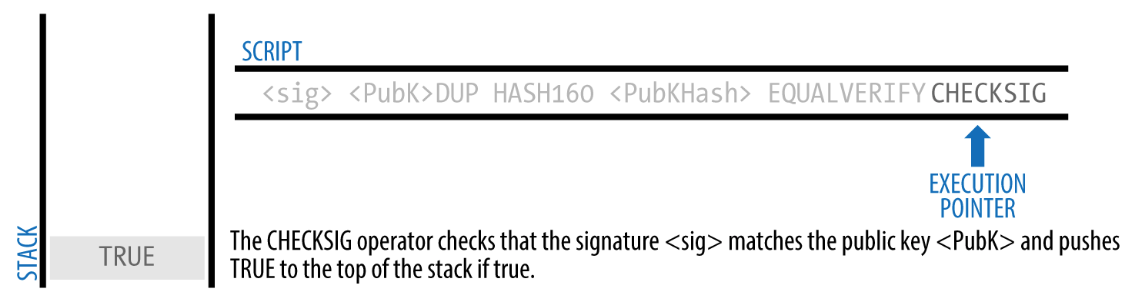 SCRIPT
<sig> <PubK>DUP HASH160 <PubKHash> EQUALVERIFY CHECKSIG
EXECUTION
POINTER
STACK
TRUE
The CHECKSIG operator checks that the signature <sig> matches the public key <PubK> and pushes
TRUE to the top of the stack if true.